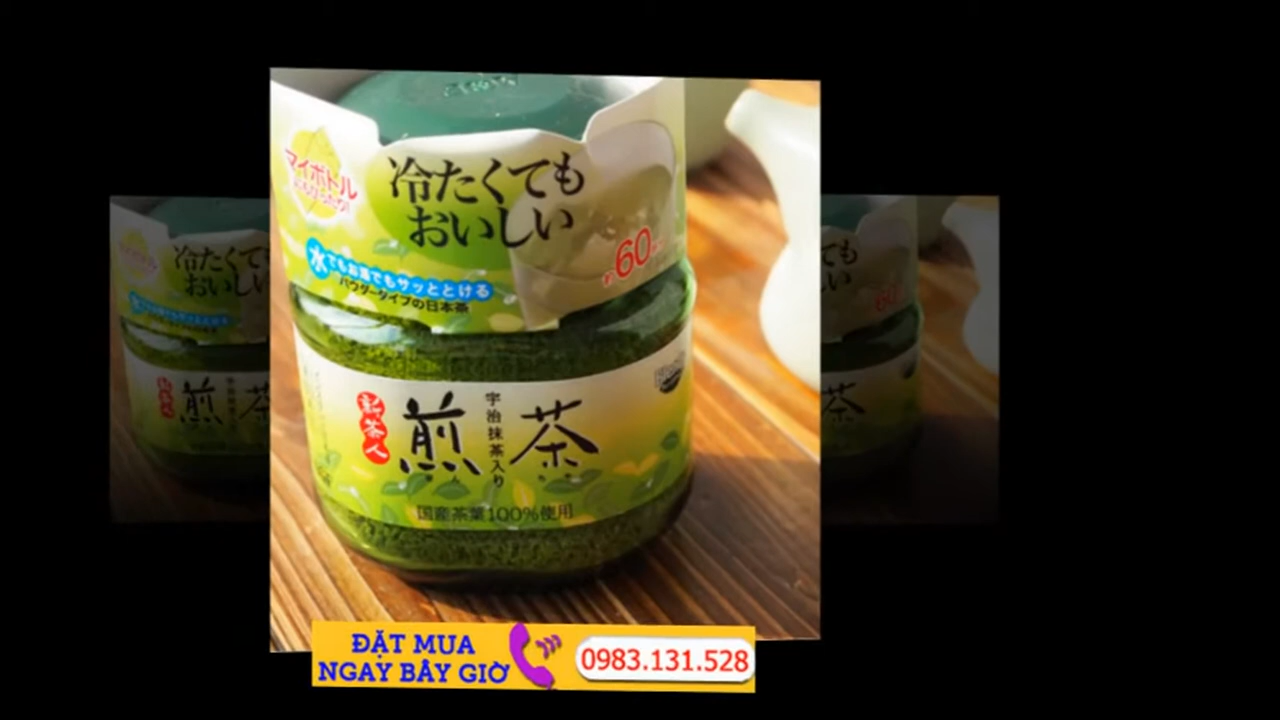 マイボトル
冷たくても
おいしい
水でもお湯でもサッととける
パウダータイプの日本茶
約60
新茶人
煎茶
宇治抹茶入り
国産茶葉100%使用
ĐẶT MUA
NGAY BÂY GIỜ
0983.131.528